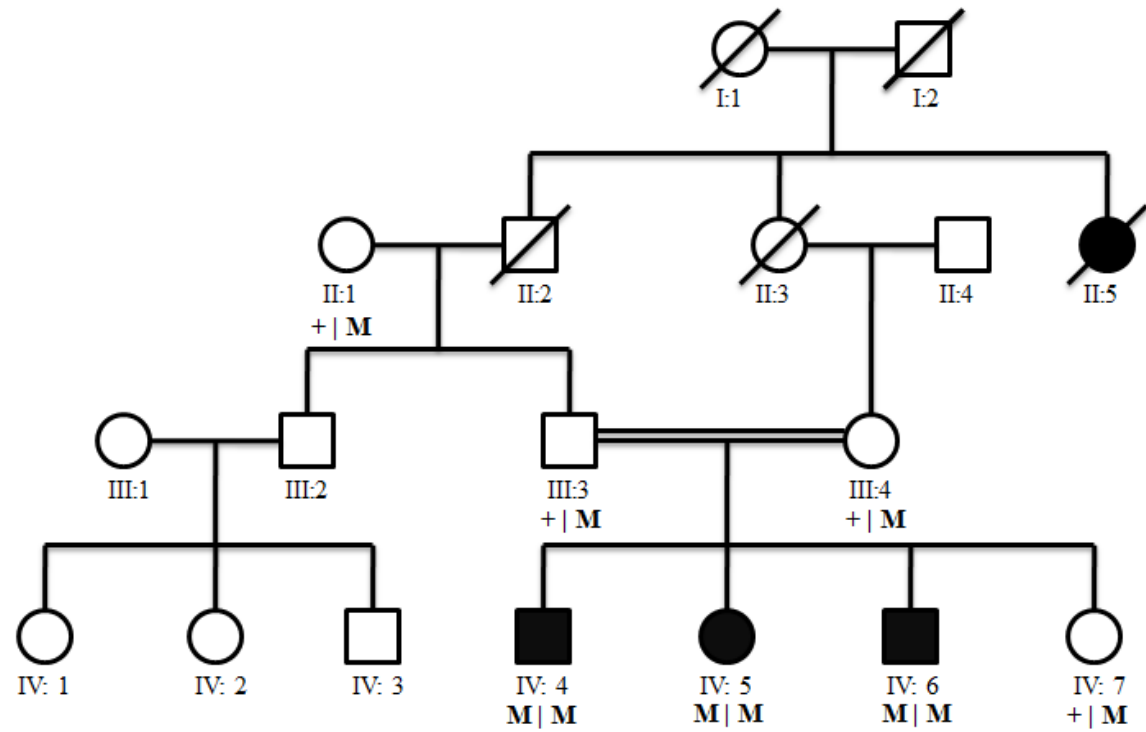 I:1 I:2
II:1 II:2 II:3 II:4 II:5
+ | M
III:1 III:2 III:3 III:4
+ | M + | M
IV: 1 IV: 2 IV: 3 IV: 4 IV: 5 IV: 6 IV: 7
M | M M | M M | M + | M